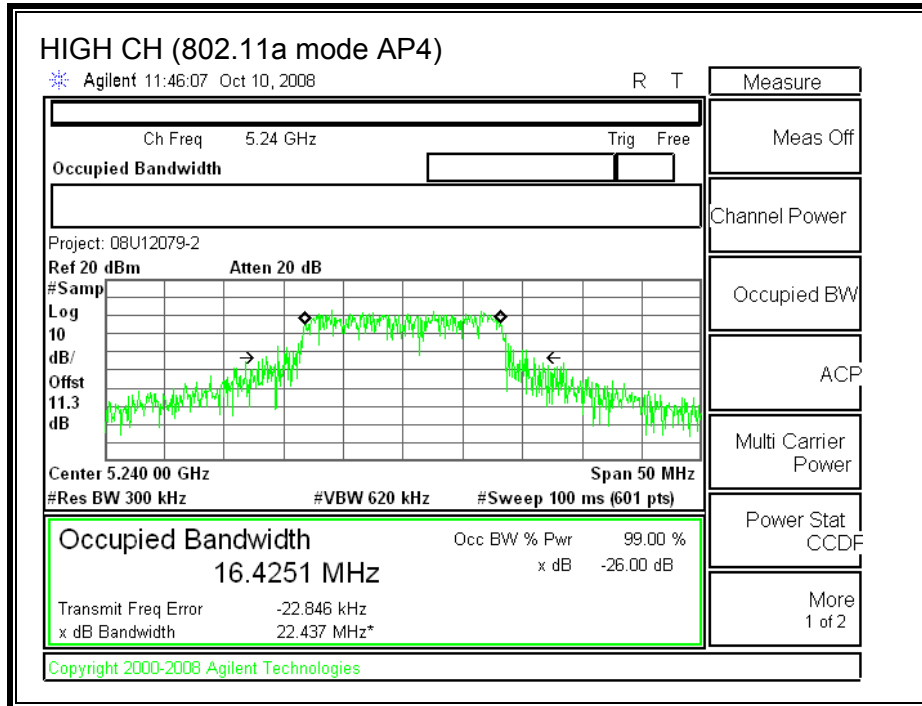 HIGH CH (802.11a mode AP4)
Agilent 11:46:07 Oct 10, 2008 R T
Measure
Ch Freq 5.24 GHz Trig Free
Meas Off
Occupied Bandwidth
Channel Power
Project: 08U12079-2
Ref 20 dBm Atten 20 dB
#Samp
Log
10
dB/
Offst
11.3
dB
Occupied BW
ACP
Multi Carrier
Power
Center 5.240 00 GHz Span 50 MHz
#Res BW 300 kHz #VBW 620 kHz #Sweep 100 ms (601 pts)
Power Stat
CCDF
Occupied Bandwidth Occ BW % Pwr 99.00 %
16.4251 MHz x dB -26.00 dB
Transmit Freq Error -22.846 kHz
x dB Bandwidth 22.437 MHz*
More
1 of 2
Copyright 2000-2008 Agilent Technologies